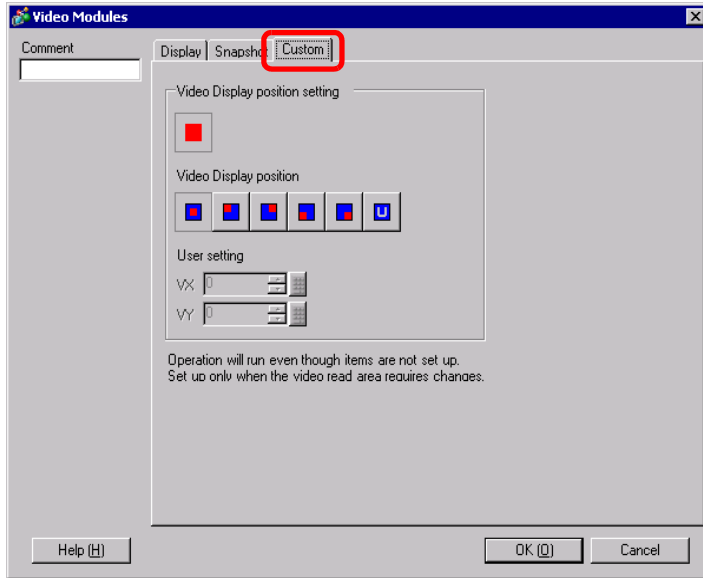 Video Modules
Comment
Display Snapshot Custom
Video Display position setting
Video Display position
U
User setting
VX 0
VY 0
Operation will run even though items are not set up.
Set up only when the video read area requires changes.
Help (H) OK (O) Cancel